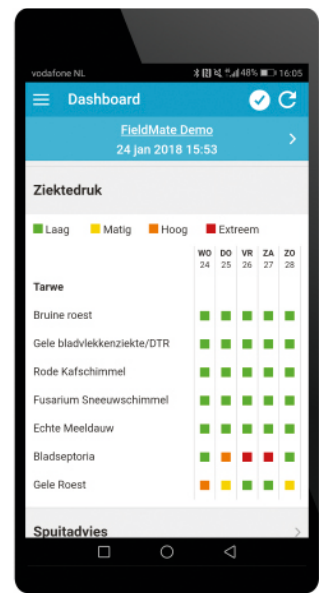 vodafone NL 48% 16:05
Dashboard
FieldMate Demo
24 jan 2018 15:53
Ziektedruk
Laag Matig Hoog Extreem
WO DO VR ZA ZO
24 25 26 27 28
Tarwe
Bruine roest
Gele bladvlekkenziekte/DTR
Rode Kafschimmel
Fusarium Sneeuwschimmel
Echte Meeldauw
Bladseptoria
Gele Roest
Spuitadvies